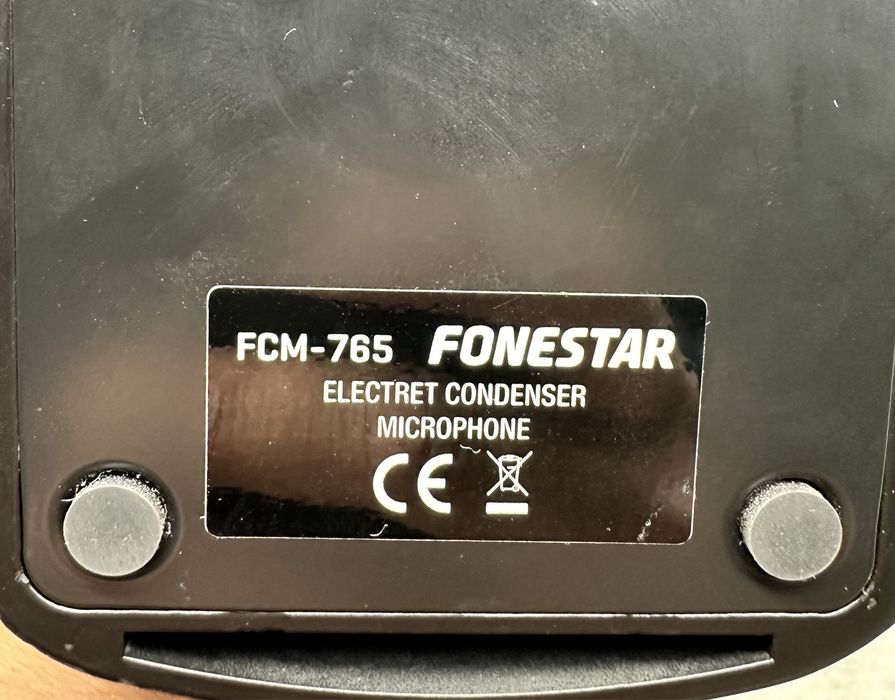 FCM-765 FONESTAR
ELECTRET CONDENSER
MICROPHONE
CE